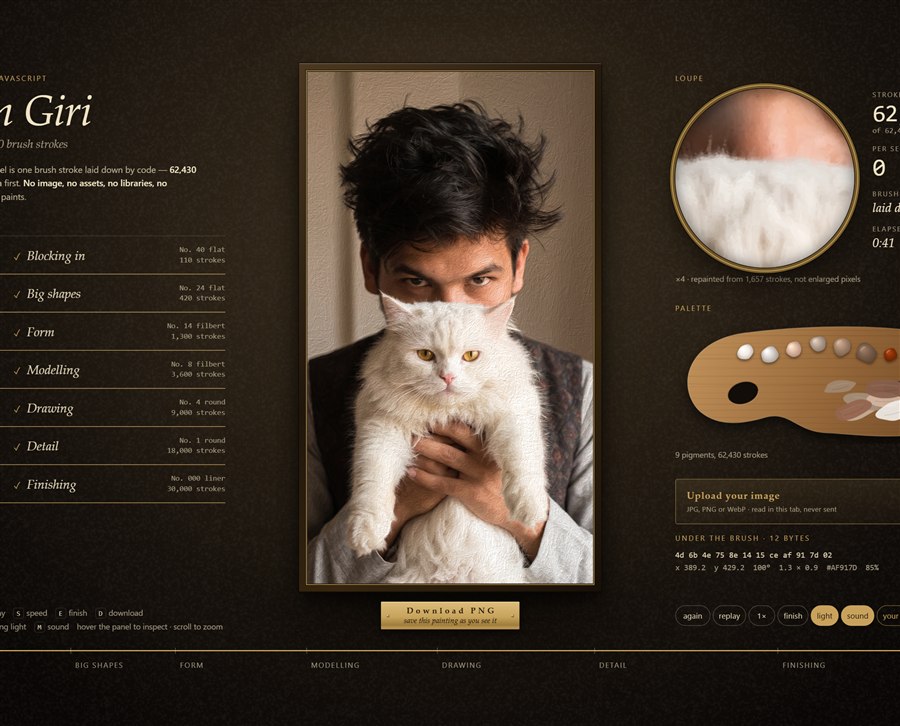 AVASCRIPT
n Giri
0 brush strokes
el is one brush stroke laid down by code — 62,430
n first. No image, no assets, no libraries, no
paints.
✓ Blocking in
No. 40 flat
110 strokes
✓ Big shapes
No. 24 flat
420 strokes
✓ Form
No. 14 filbert
1,300 strokes
✓ Modelling
No. 8 filbert
3,600 strokes
✓ Drawing
No. 4 round
9,000 strokes
✓ Detail
No. 1 round
18,000 strokes
✓ Finishing
No. 000 liner
30,000 strokes
ay S speed E finish D download
ng light M sound hover the panel to inspect · scroll to zoom
Download PNG
save this painting as you see it
LOUPE
×4 · repainted from 1,657 strokes, not enlarged pixels
STROKE
62
of 62,4
PER SE
0
BRUSH
laid d
ELAPSE
0:41
PALETTE
9 pigments, 62,430 strokes
Upload your image
JPG, PNG or WebP · read in this tab, never sent
UNDER THE BRUSH · 12 BYTES
4d 6b 4e 75 8e 14 15 ce af 91 7d 02
x 389.2 y 429.2 100° 1.3 × 0.9 #AF917D 85%
again replay 1× finish light sound your
BIG SHAPES FORM MODELLING DRAWING DETAIL FINISHING